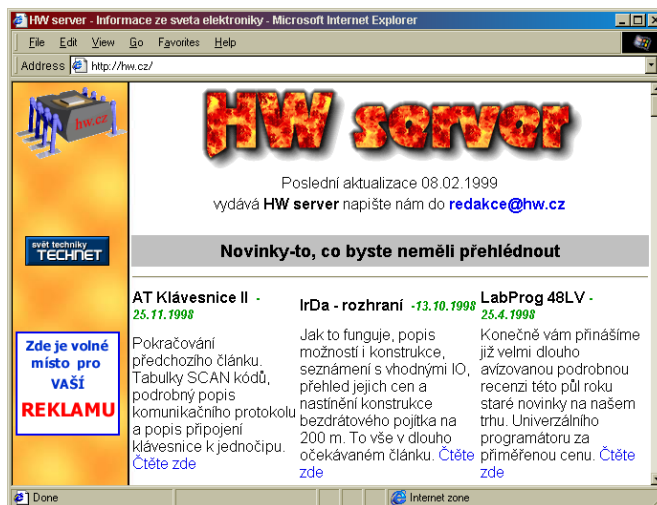 HW server - Informace ze sveta elektroniky - Microsoft Internet Explorer
File Edit View Go Favorites Help
Address http://hw.cz/
hw.cz
HW server
Poslední aktualizace 08.02.1999
vydává HW server napište nám do redakce@hw.cz
svět techniky
TECHNET
Novinky-to, co byste neměli přehlédnout
AT Klávesnice II -
25.11.1998
Pokračování
předchozího článku.
Tabulky SCAN kódů,
podrobný popis
komunikačního protokolu
a popis připojení
klávesnice k jednočipu.
Čtěte zde
IrDa - rozhraní -13.10.1998
Jak to funguje, popis
možností i konstrukce,
seznámení s vhodnými IO,
přehled jejich cen a
nastínění konstrukce
bezdrátového pojítka na
200 m. To vše v dlouho
očekávaném článku. Čtěte
zde
LabProg 48LV -
25.4.1998
Konečně vám přinášíme
již velmi dlouho
avízovanou podrobnou
recenzi této půl roku
staré novinky na našem
trhu. Univerzálního
programátoru za
přiměřenou cenu. Čtěte
zde
Zde je volné
místo pro
VAŠÍ
REKLAMU
Done
Internet zone